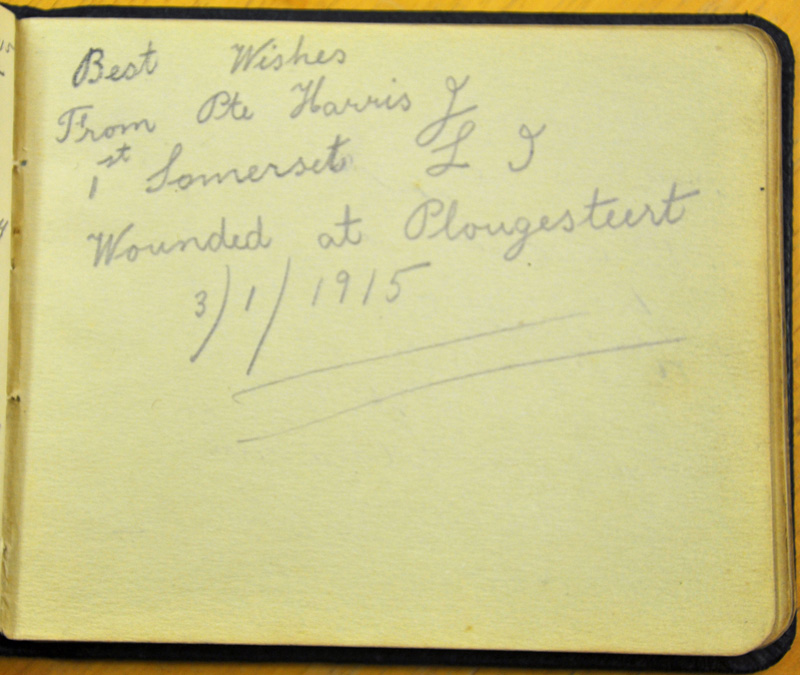 Best Wishes
From Pte Harris J
1st Somerset L I
Wounded at Plougesteert
3/1/1915